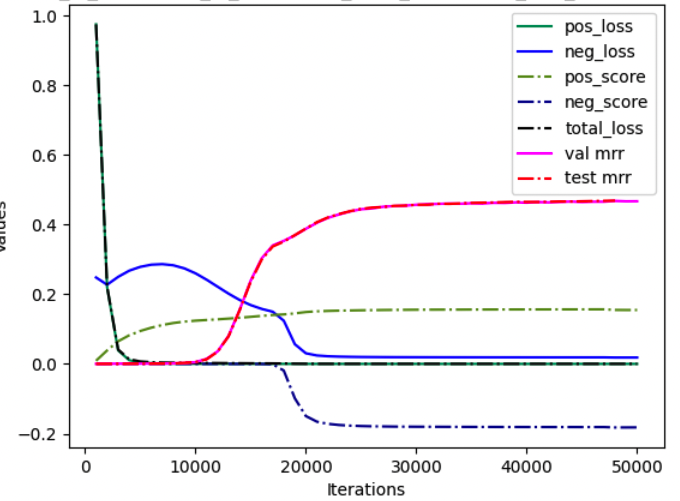 1.0
0.8
0.6
0.4
0.2
0.0
−0.2
values
0
10000
20000
30000
40000
50000
Iterations
pos_loss
neg_loss
pos_score
neg_score
total_loss
val mrr
test mrr